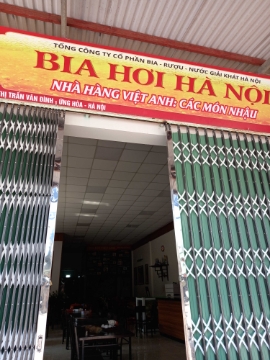 TỔNG CÔNG TY CỔ PHẦN BIA - RƯỢU - NƯỚC GIẢI KHÁT HÀ NỘI
BIA HƠI HÀ NỘI
NHÀ HÀNG VIỆT ANH: CÁC MÓN NHẬU
THỊ TRẤN VÂN ĐÌNH - ỨNG HÒA - HÀ NỘI